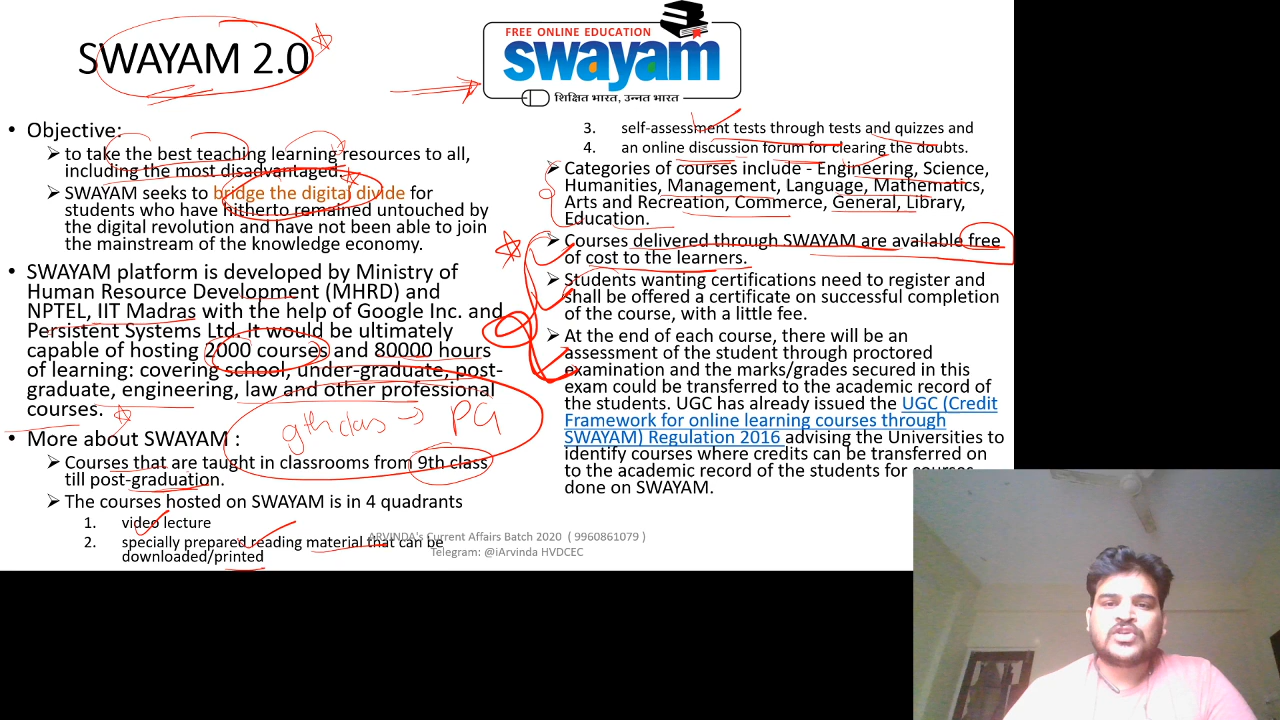 SWAYAM 2.0
FREE ONLINE EDUCATION
swayam
शिक्षित भारत, उन्नत भारत
• Objective:
➢ to take the best teaching learning resources to all,
including the most disadvantaged.
➢ SWAYAM seeks to bridge the digital divide for
students who have hitherto remained untouched by
the digital revolution and have not been able to join
the mainstream of the knowledge economy.
• SWAYAM platform is developed by Ministry of
Human Resource Development (MHRD) and
NPTEL, IIT Madras with the help of Google Inc. and
Persistent Systems Ltd. It would be ultimately
capable of hosting 2000 courses and 80000 hours
of learning: covering school, under-graduate, post-
graduate, engineering, law and other professional
courses.
9th class → PG
• More about SWAYAM :
➢ Courses that are taught in classrooms from 9th class
till post-graduation.
➢ The courses hosted on SWAYAM is in 4 quadrants
1. video lecture
2. specially prepared reading material that can be
downloaded/printed
3. self-assessment tests through tests and quizzes and
4. an online discussion forum for clearing the doubts.
➢ Categories of courses include - Engineering, Science,
Humanities, Management, Language, Mathematics,
Arts and Recreation, Commerce, General, Library,
Education.
➢ Courses delivered through SWAYAM are available free
of cost to the learners.
➢ Students wanting certifications need to register and
shall be offered a certificate on successful completion
of the course, with a little fee.
➢ At the end of each course, there will be an
assessment of the student through proctored
examination and the marks/grades secured in this
exam could be transferred to the academic record of
the students. UGC has already issued the UGC (Credit
Framework for online learning courses through
SWAYAM) Regulation 2016 advising the Universities to
identify courses where credits can be transferred on
to the academic record of the students for courses
done on SWAYAM.
ARVINDA's Current Affairs Batch 2020 ( 9960861079 )
Telegram: @iArvinda HVDCEC